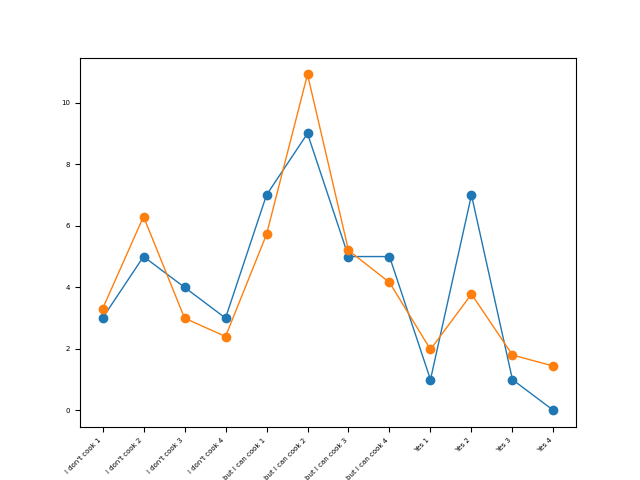 10
8
6
4
2
0
I don't cook 1
I don't cook 2
I don't cook 3
I don't cook 4
but I can cook 1
but I can cook 2
but I can cook 3
but I can cook 4
Yes 1
Yes 2
Yes 3
Yes 4